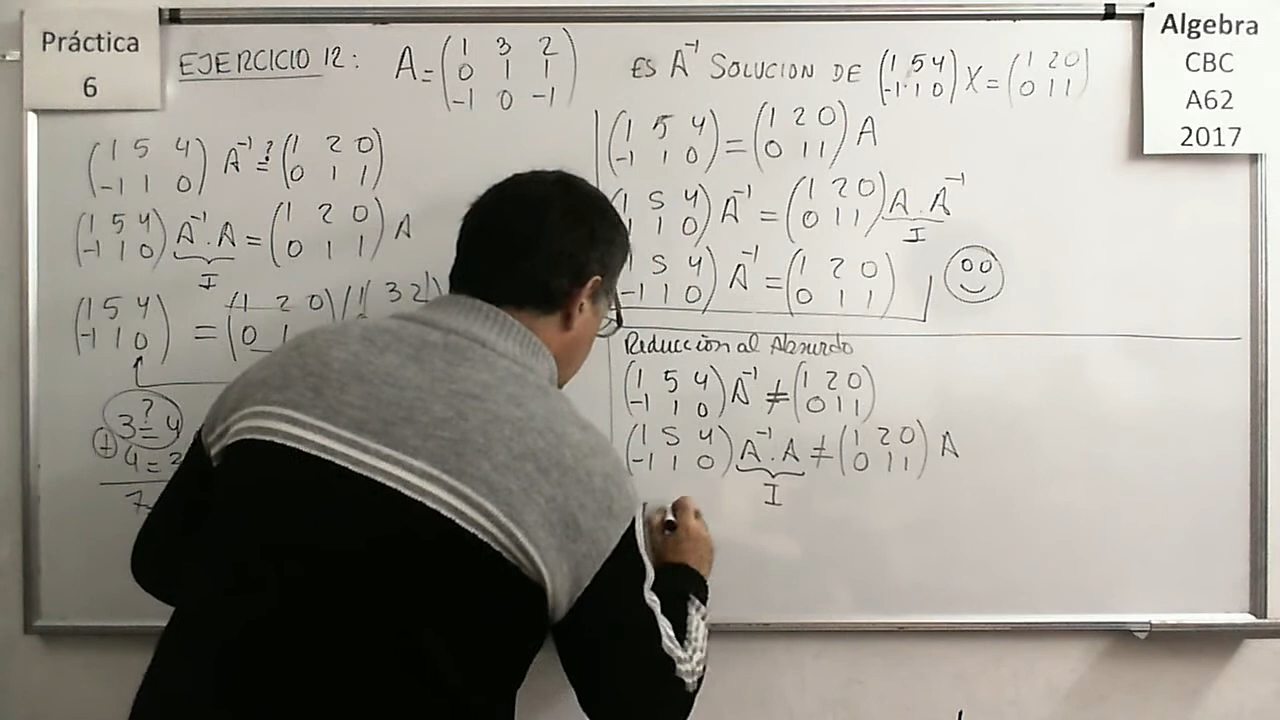 Práctica
6
Algebra
CBC
A62
2017
EJERCICIO 12: A = (1 3 2 / 0 1 1 / -1 0 -1) ES A⁻¹ SOLUCION DE (1 5 4 / -1 1 0) X = (1 2 0 / 0 1 1)
(1 5 4 / -1 1 0) A⁻¹ ?= (1 2 0 / 0 1 1)
(1 5 4 / -1 1 0) A⁻¹ . A = (1 2 0 / 0 1 1) A
I
(1 5 4 / -1 1 0) = (1 2 0 / 0 1
3 ?= 4
+ 4 = 
7
(1 5 4 / -1 1 0) = (1 2 0 / 0 1 1) A
(1 5 4 / 1 1 0) A⁻¹ = (1 2 0 / 0 1 1) A . A⁻¹
I
(1 5 4 / -1 1 0) A⁻¹ = (1 2 0 / 0 1 1)
Reduccion al Absurdo
(1 5 4 / -1 1 0) A⁻¹ ≠ (1 2 0 / 0 1 1)
(1 5 4 / -1 1 0) A⁻¹ . A ≠ (1 2 0 / 0 1 1) A
I